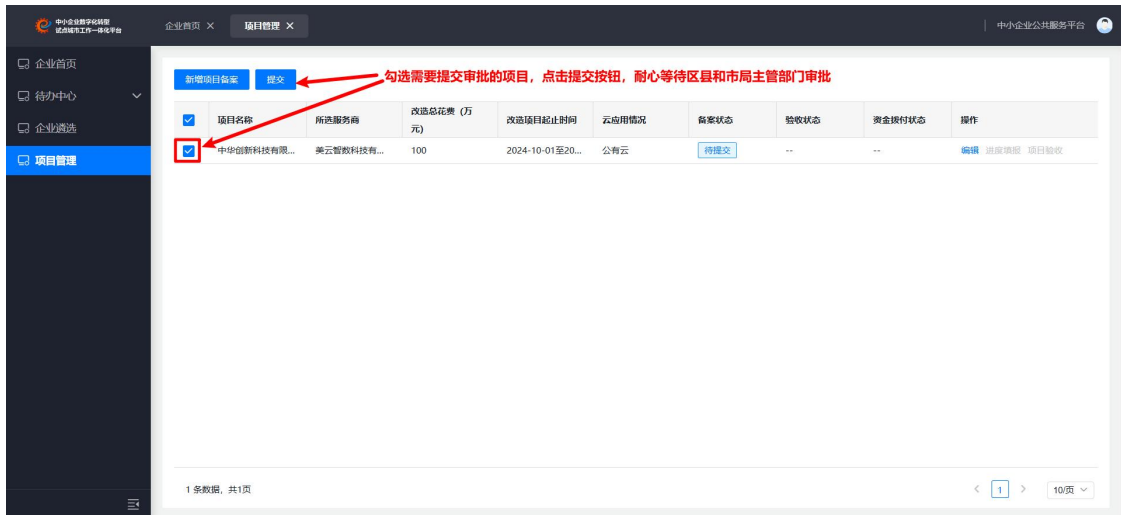 中小企业数字化转型
试点城市工作一体化平台
企业首页 ×
项目管理 ×
中小企业公共服务平台
企业首页
待办中心
企业遴选
项目管理
新增项目备案
提交
勾选需要提交审批的项目，点击提交按钮，耐心等待区县和市局主管部门审批
项目名称 所选服务商 改造总花费 (万元) 改造项目起止时间 云应用情况 备案状态 验收状态 资金拨付状态 操作
中华创新科技有限... 美云智数科技有... 100 2024-10-01至20... 公有云 待提交 -- -- 编辑 进度填报 项目验收
1 条数据，共1页
< 1 > 10/页